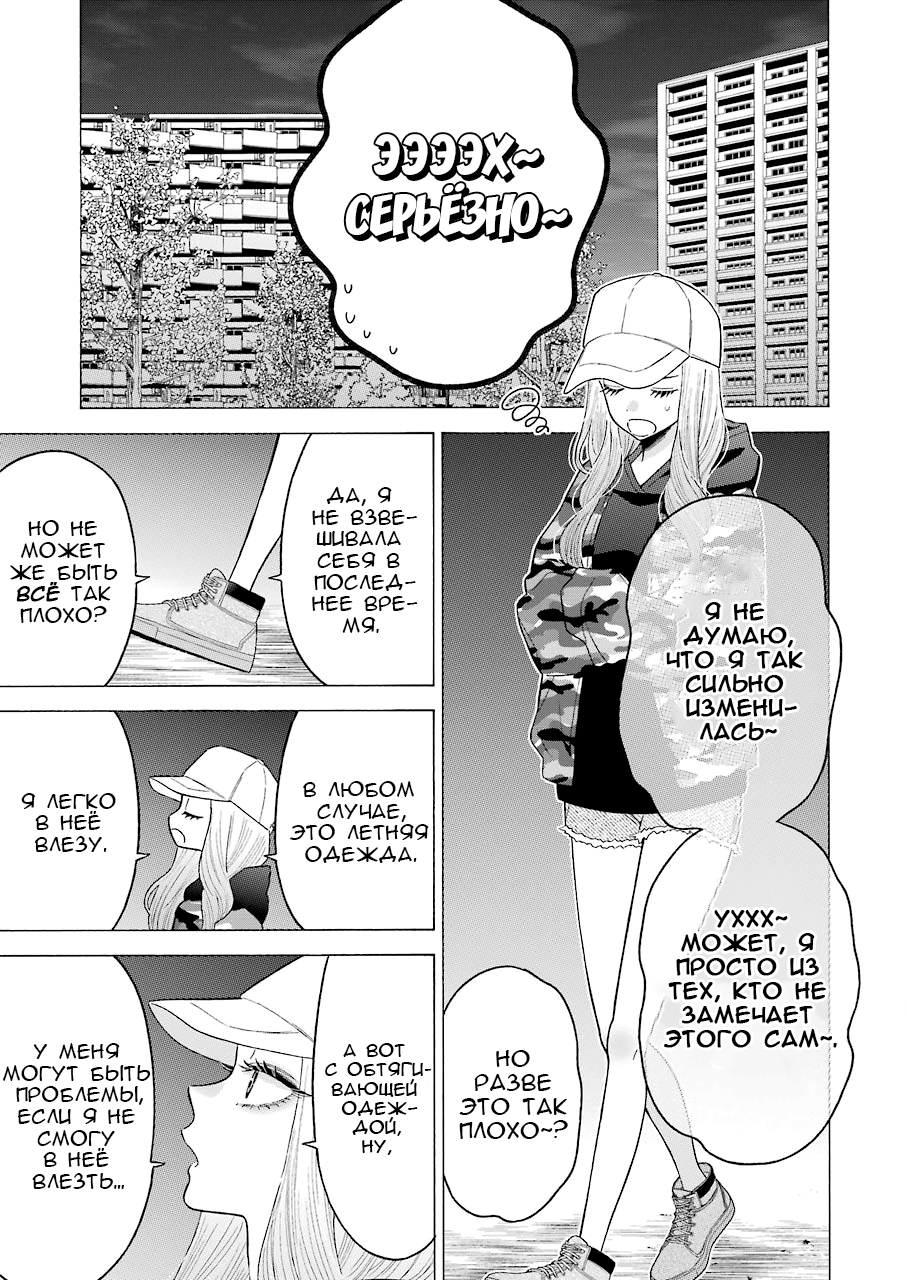 ЭЭЭЭХ~
СЕРЬЁЗНО~
Я НЕ
ДУМАЮ,
ЧТО Я ТАК
СИЛЬНО
ИЗМЕНИ-
ЛАСЬ~
УХХХ~
МОЖЕТ, Я
ПРОСТО ИЗ
ТЕХ, КТО НЕ
ЗАМЕЧАЕТ
ЭТОГО САМ~.
НО
РАЗВЕ
ЭТО ТАК
ПЛОХО~?
ДА, Я
НЕ ВЗВЕ-
ШИВАЛА
СЕБЯ В
ПОСЛЕД-
НЕЕ ВРЕ-
МЯ.
НО НЕ
МОЖЕТ
ЖЕ БЫТЬ
ВСЁ ТАК
ПЛОХО?
В ЛЮБОМ
СЛУЧАЕ,
ЭТО ЛЕТНЯЯ
ОДЕЖДА.
Я ЛЕГКО
В НЕЁ
ВЛЕЗУ.
А ВОТ
С ОБТЯГИ-
ВАЮЩЕЙ
ОДЕЖ-
ДОЙ,
НУ,
У МЕНЯ
МОГУТ БЫТЬ
ПРОБЛЕМЫ,
ЕСЛИ Я НЕ
СМОГУ
В НЕЁ
ВЛЕЗТЬ...